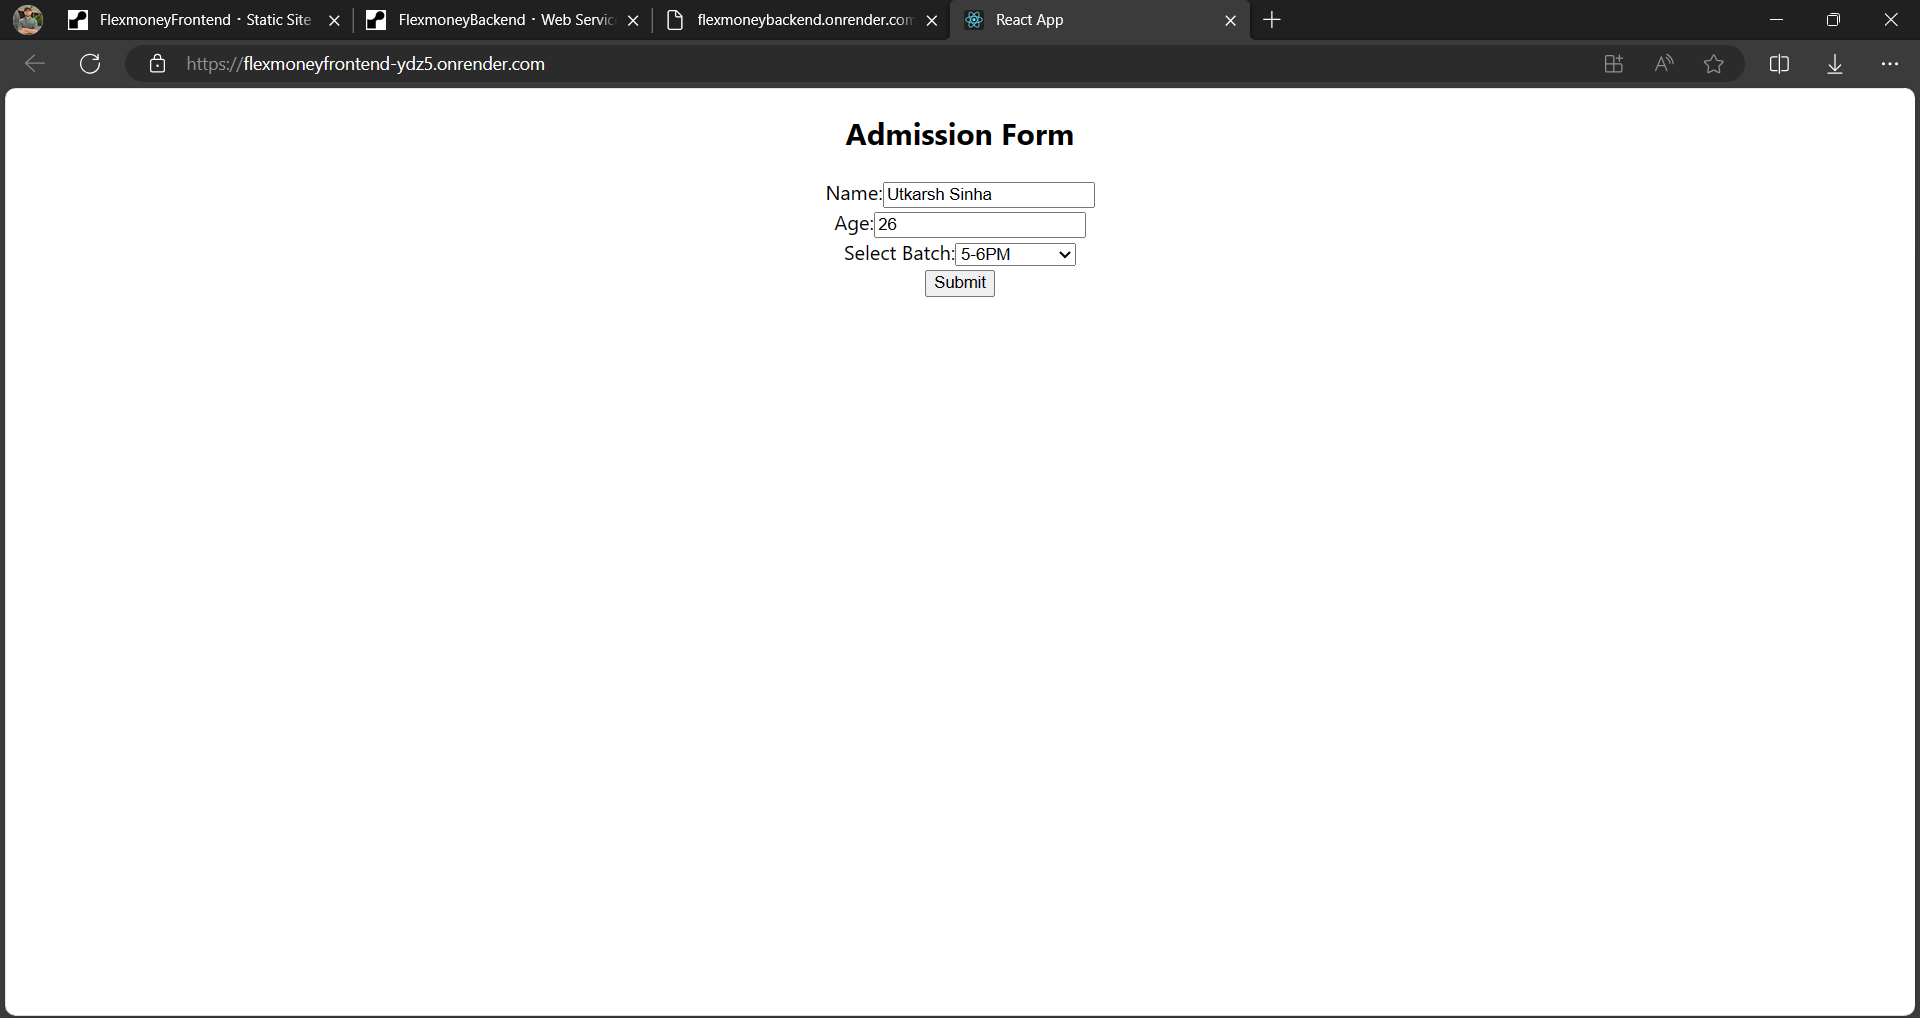 FlexmoneyFrontend · Static Site
FlexmoneyBackend · Web Servic
flexmoneybackend.onrender.com
React App
https://flexmoneyfrontend-ydz5.onrender.com
Admission Form
Name: Utkarsh Sinha
Age: 26
Select Batch: 5-6PM
Submit